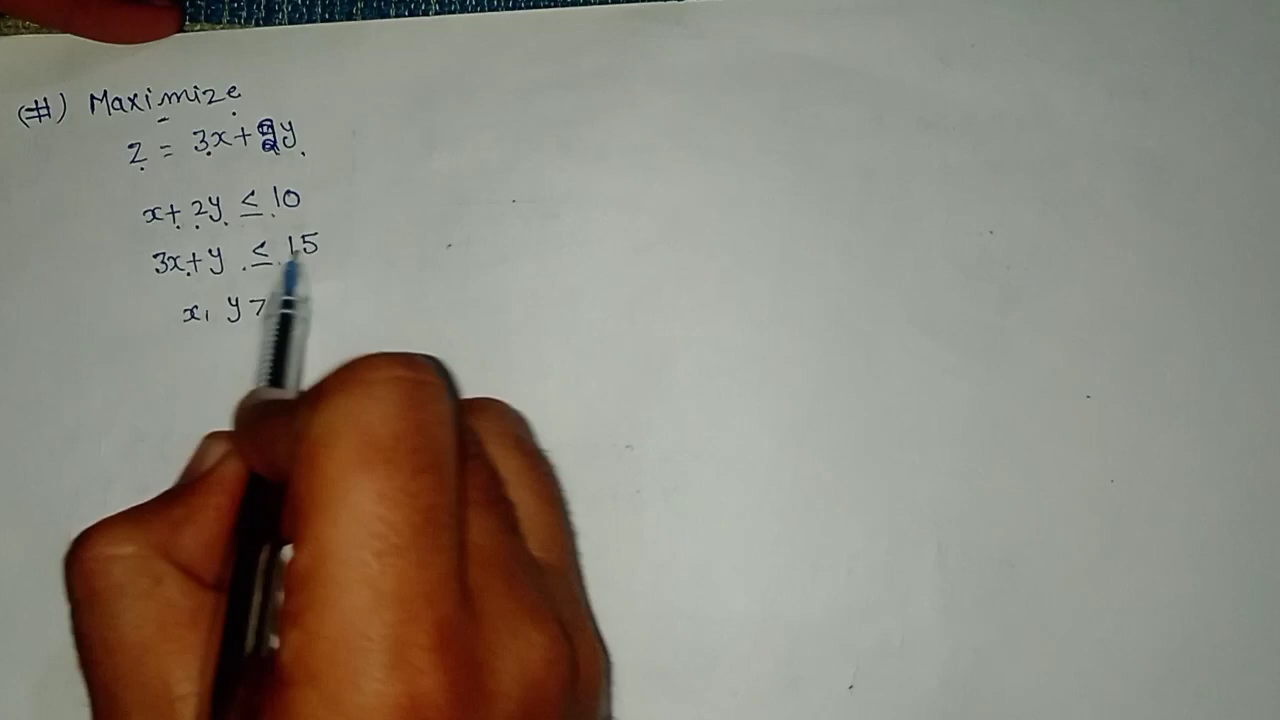 (#) Maximize
Z = 3x + 2y
x + 2y ≤ 10
3x + y ≤ 15
x, y >